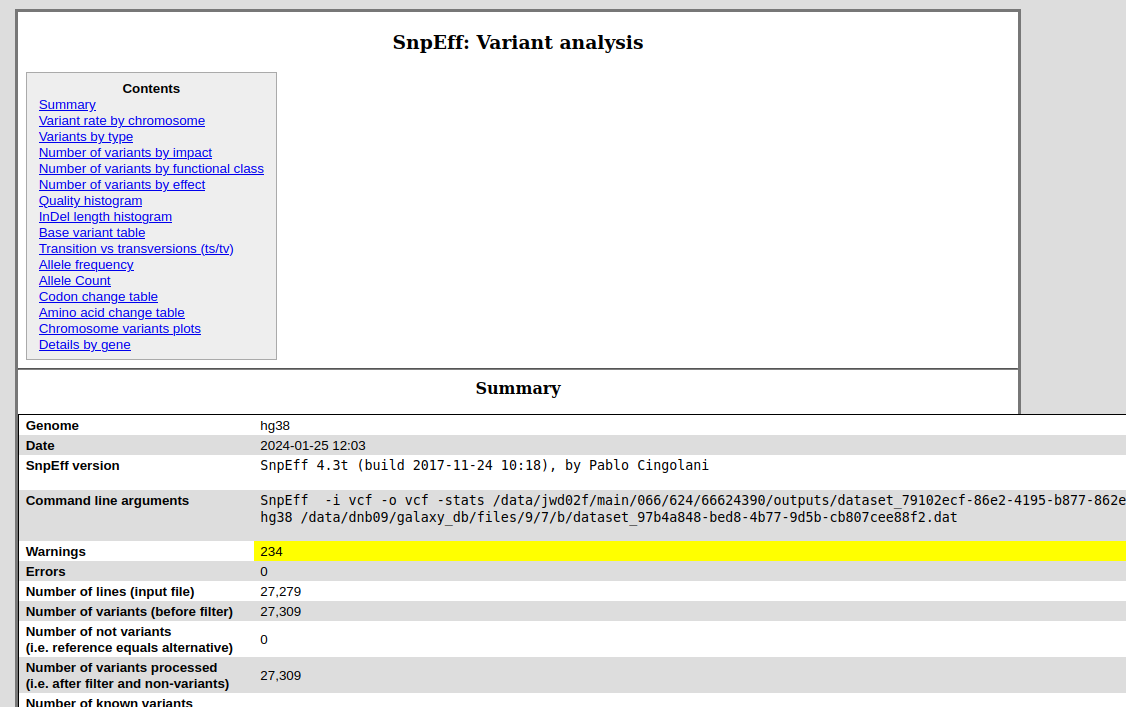 SnpEff: Variant analysis
Contents
Summary
Variant rate by chromosome
Variants by type
Number of variants by impact
Number of variants by functional class
Number of variants by effect
Quality histogram
InDel length histogram
Base variant table
Transition vs transversions (ts/tv)
Allele frequency
Allele Count
Codon change table
Amino acid change table
Chromosome variants plots
Details by gene
Summary
Genome hg38
Date 2024-01-25 12:03
SnpEff version SnpEff 4.3t (build 2017-11-24 10:18), by Pablo Cingolani
Command line arguments SnpEff  -i vcf -o vcf -stats /data/jwd02f/main/066/624/66624390/outputs/dataset_79102ecf-86e2-4195-b877-862e
hg38 /data/dnb09/galaxy_db/files/9/7/b/dataset_97b4a848-bed8-4b77-9d5b-cb807cee88f2.dat
Warnings 234
Errors 0
Number of lines (input file) 27,279
Number of variants (before filter) 27,309
Number of not variants
(i.e. reference equals alternative) 0
Number of variants processed
(i.e. after filter and non-variants) 27,309
Number of known variants